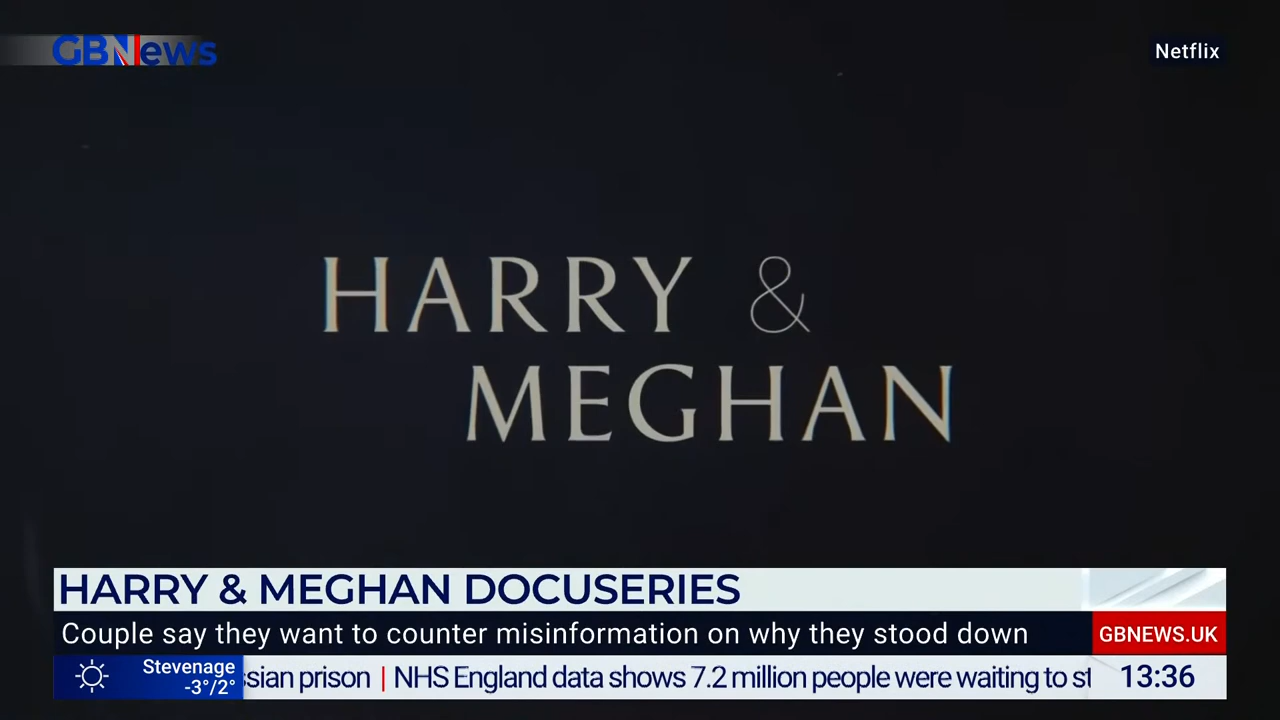 GBNews
Netflix
HARRY &
MEGHAN
HARRY & MEGHAN DOCUSERIES
Couple say they want to counter misinformation on why they stood down
GBNEWS.UK
Stevenage
-3°/2°
ssian prison | NHS England data shows 7.2 million people were waiting to st
13:36